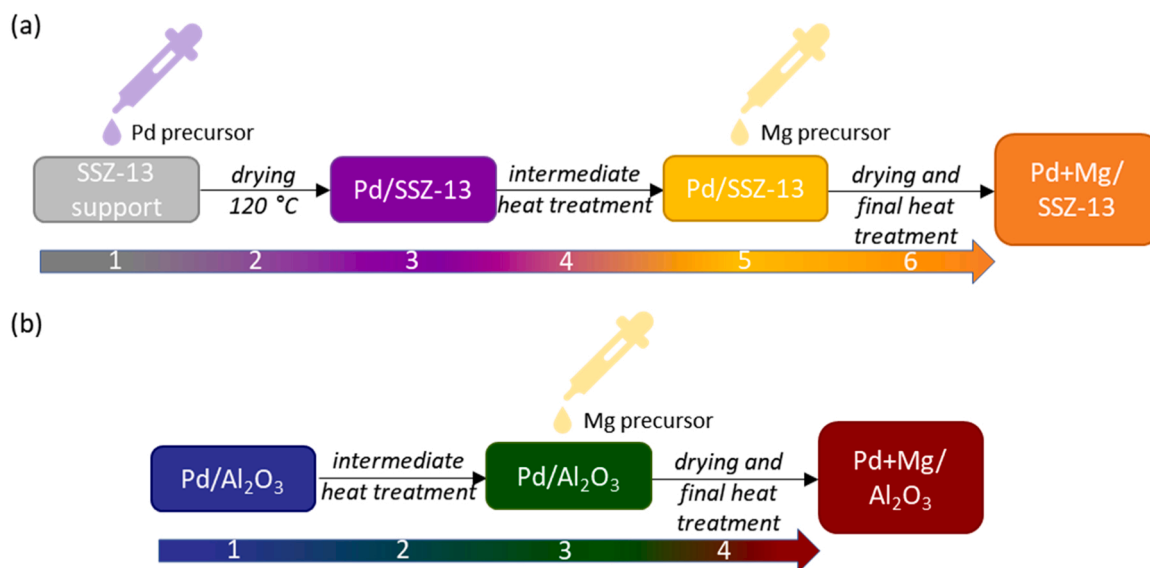 (a)
Pd precursor
Mg precursor
SSZ-13
support
drying
120 °C
Pd/SSZ-13
intermediate
heat treatment
Pd/SSZ-13
drying and
final heat
treatment
Pd+Mg/
SSZ-13
1 2 3 4 5 6
(b)
Mg precursor
Pd/Al₂O₃
intermediate
heat treatment
Pd/Al₂O₃
drying and
final heat
treatment
Pd+Mg/
Al₂O₃
1 2 3 4